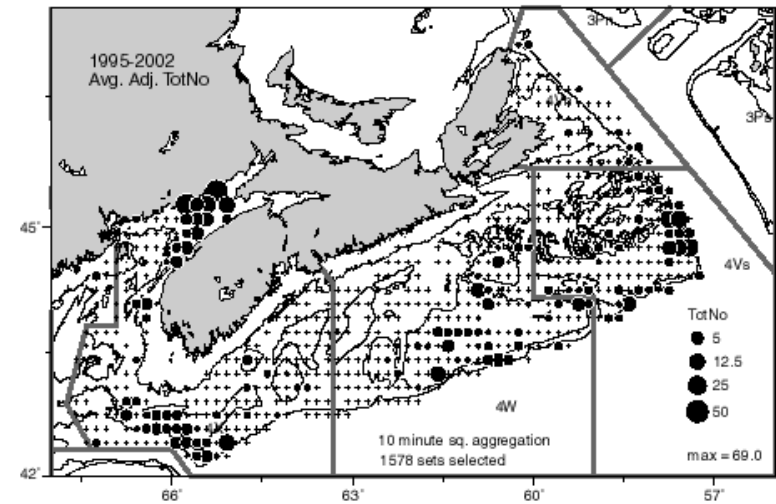 3Pn
1995-2002
Avg. Adj. TotNo
3Ps
45°
4Vs
TotNo
5
12.5
25
50
4W
10 minute sq. aggregation
1578 sets selected
max = 69.0
42°
66°
63°
60°
57°